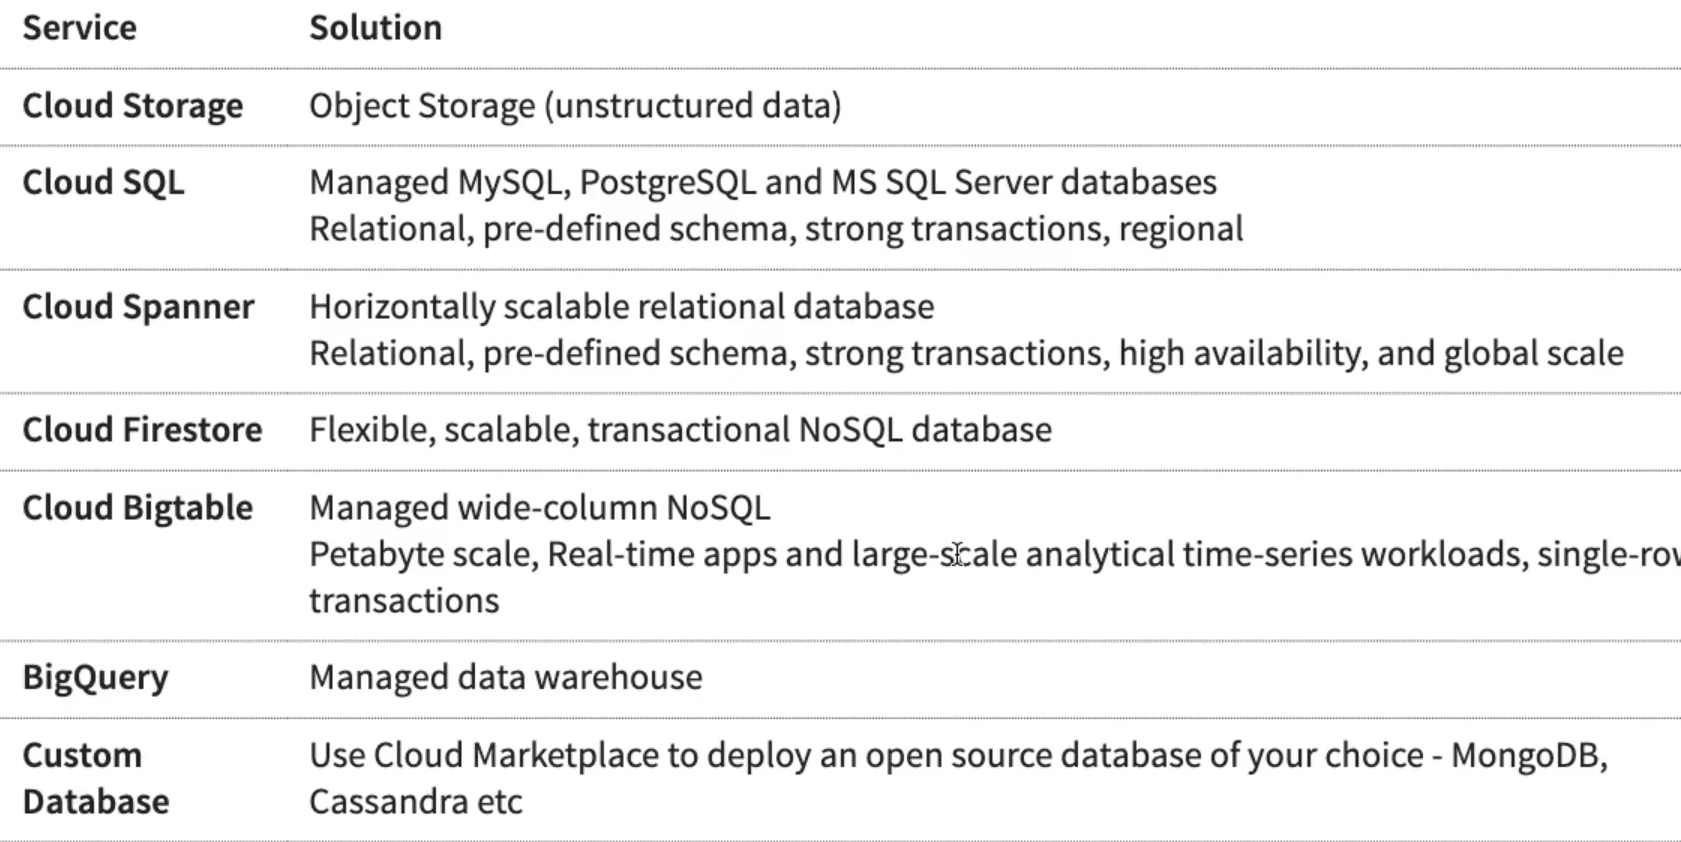 Service Solution
Cloud Storage Object Storage (unstructured data)
Cloud SQL Managed MySQL, PostgreSQL and MS SQL Server databases
Relational, pre-defined schema, strong transactions, regional
Cloud Spanner Horizontally scalable relational database
Relational, pre-defined schema, strong transactions, high availability, and global scale
Cloud Firestore Flexible, scalable, transactional NoSQL database
Cloud Bigtable Managed wide-column NoSQL
Petabyte scale, Real-time apps and large-scale analytical time-series workloads, single-row
transactions
BigQuery Managed data warehouse
Custom Use Cloud Marketplace to deploy an open source database of your choice - MongoDB,
Database Cassandra etc